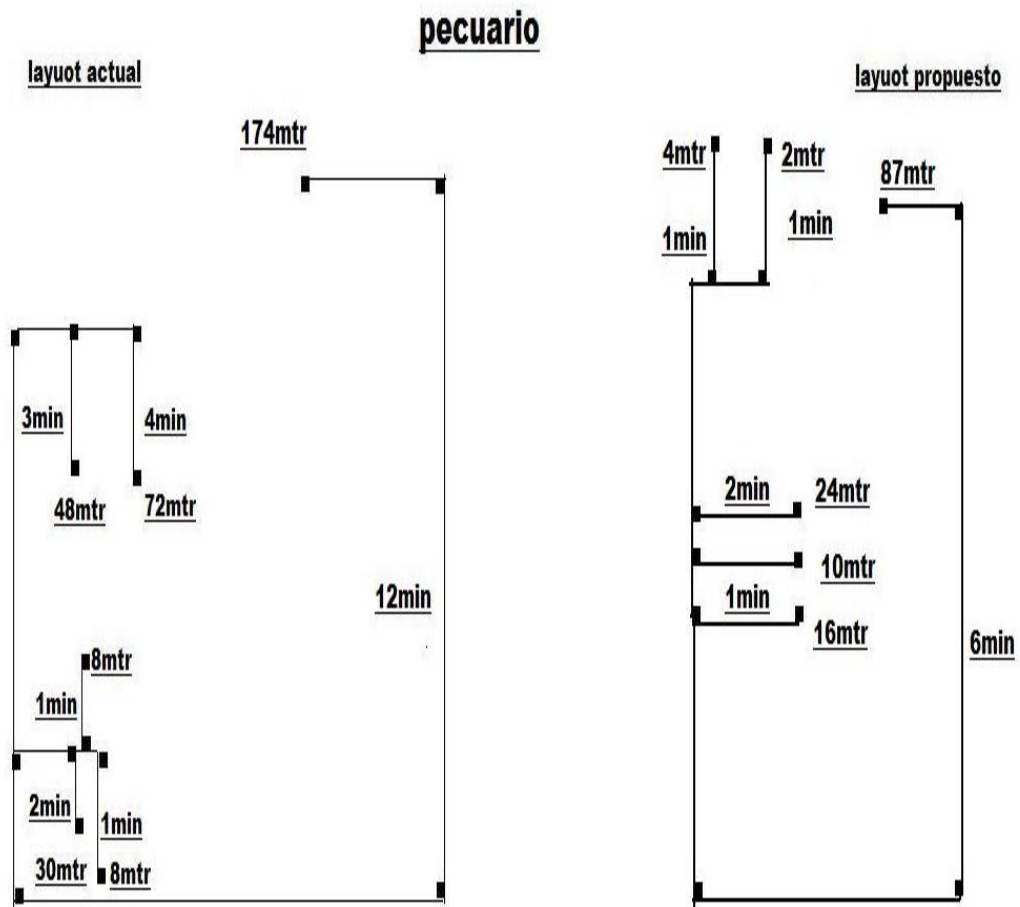 pecuario
layuot actual
174mtr
3min
4min
48mtr
72mtr
12min
8mtr
1min
2min
1min
30mtr
8mtr
layuot propuesto
4mtr
2mtr
87mtr
1min
1min
2min
24mtr
10mtr
1min
16mtr
6min